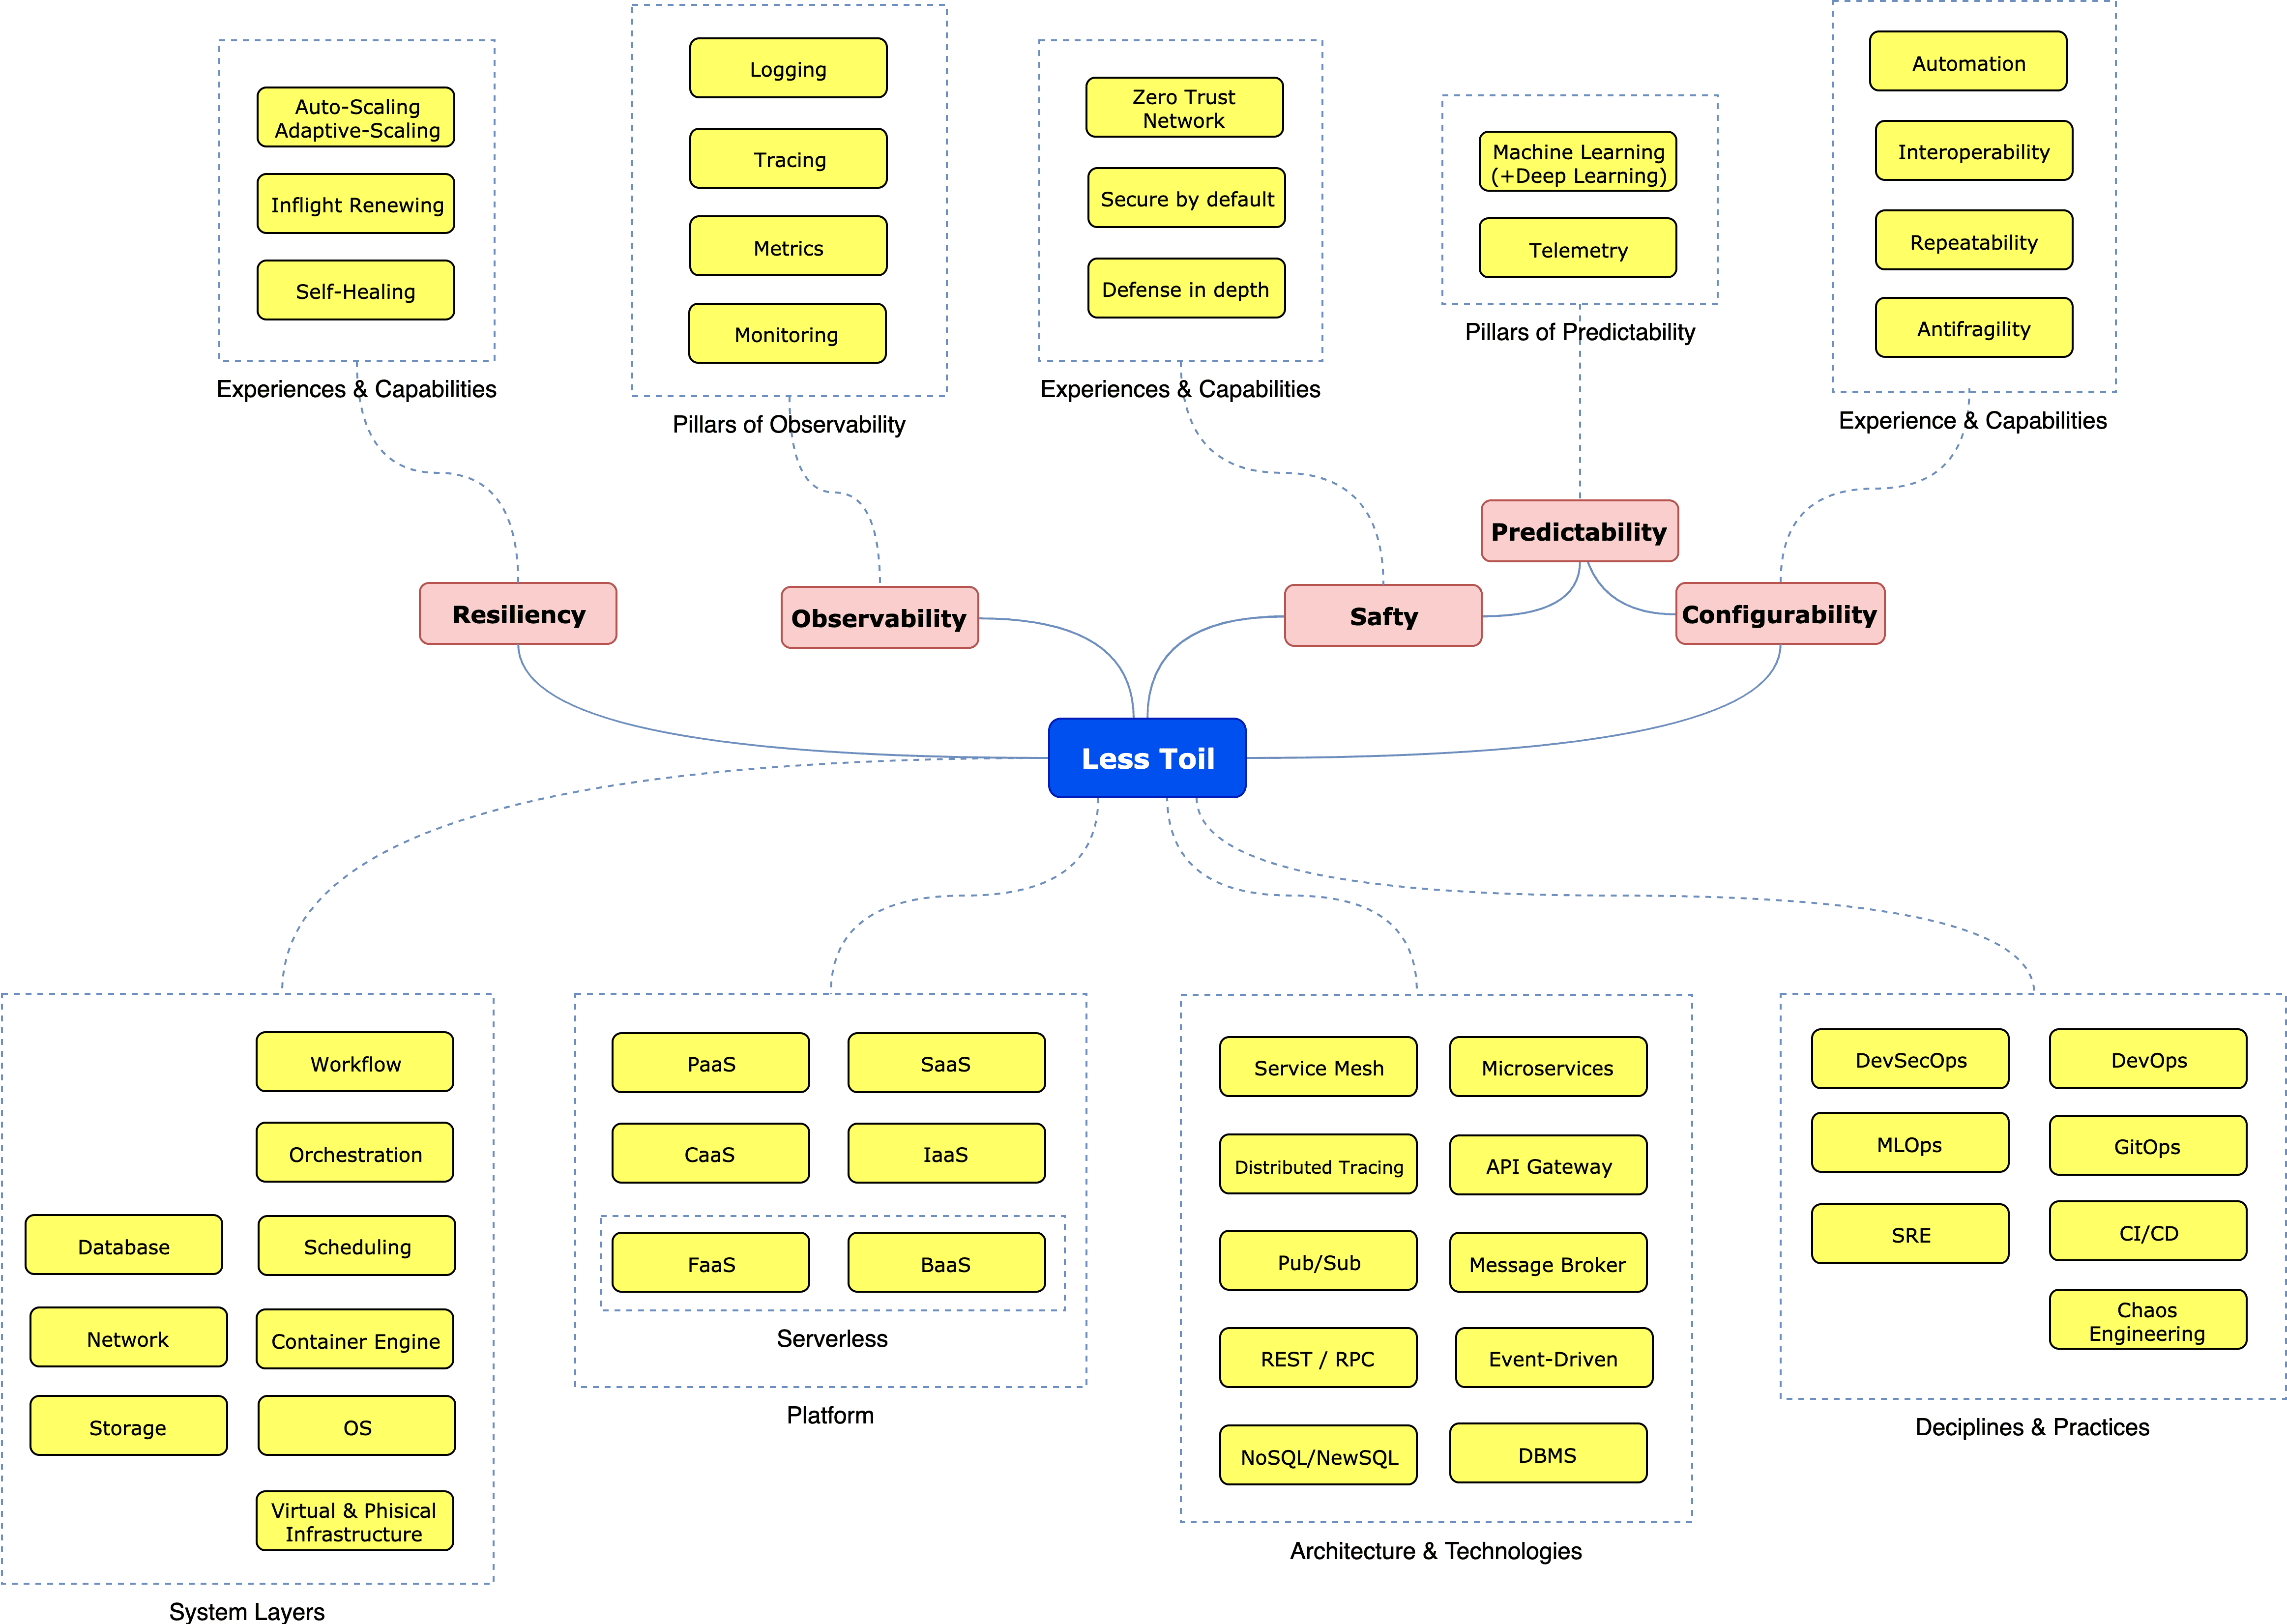 Auto-Scaling
Adaptive-Scaling
Inflight Renewing
Self-Healing
Experiences & Capabilities
Logging
Tracing
Metrics
Monitoring
Pillars of Observability
Zero Trust
Network
Secure by default
Defense in depth
Experiences & Capabilities
Machine Learning
(+Deep Learning)
Telemetry
Pillars of Predictability
Automation
Interoperability
Repeatability
Antifragility
Experience & Capabilities
Resiliency
Observability
Safty
Predictability
Configurability
Less Toil
Workflow
Orchestration
Database
Scheduling
Network
Container Engine
Storage
OS
Virtual & Phisical
Infrastructure
System Layers
PaaS
SaaS
CaaS
IaaS
FaaS
BaaS
Serverless
Platform
Service Mesh
Microservices
Distributed Tracing
API Gateway
Pub/Sub
Message Broker
REST / RPC
Event-Driven
NoSQL/NewSQL
DBMS
Architecture & Technologies
DevSecOps
DevOps
MLOps
GitOps
SRE
CI/CD
Chaos
Engineering
Deciplines & Practices